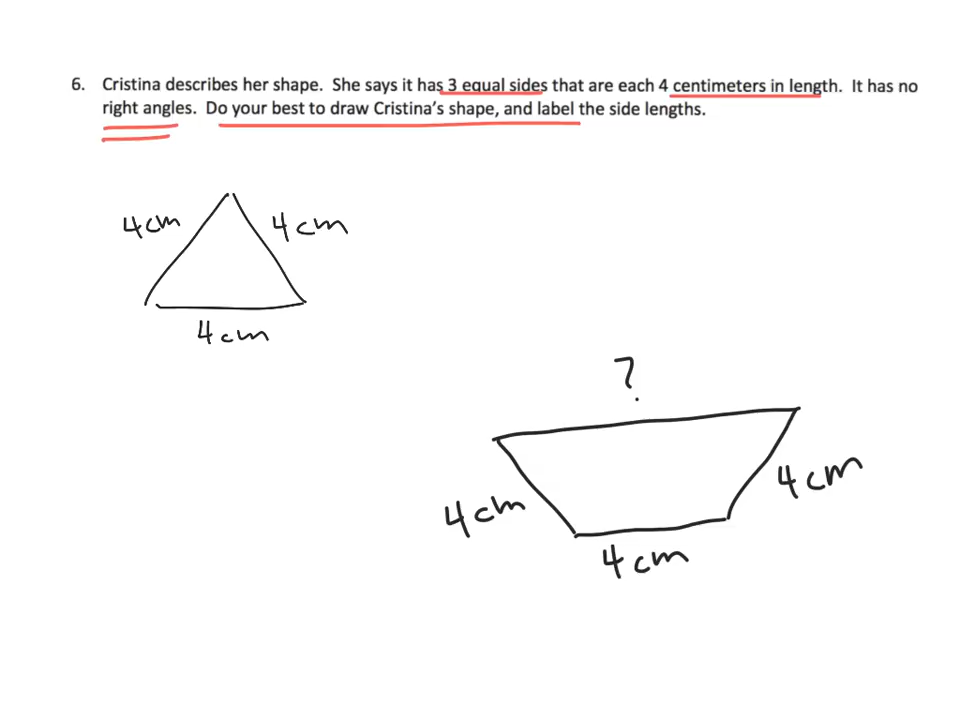 6. Cristina describes her shape. She says it has 3 equal sides that are each 4 centimeters in length. It has no
right angles. Do your best to draw Cristina's shape, and label the side lengths.
4cm 4cm
4cm
?
4cm 4cm
4cm